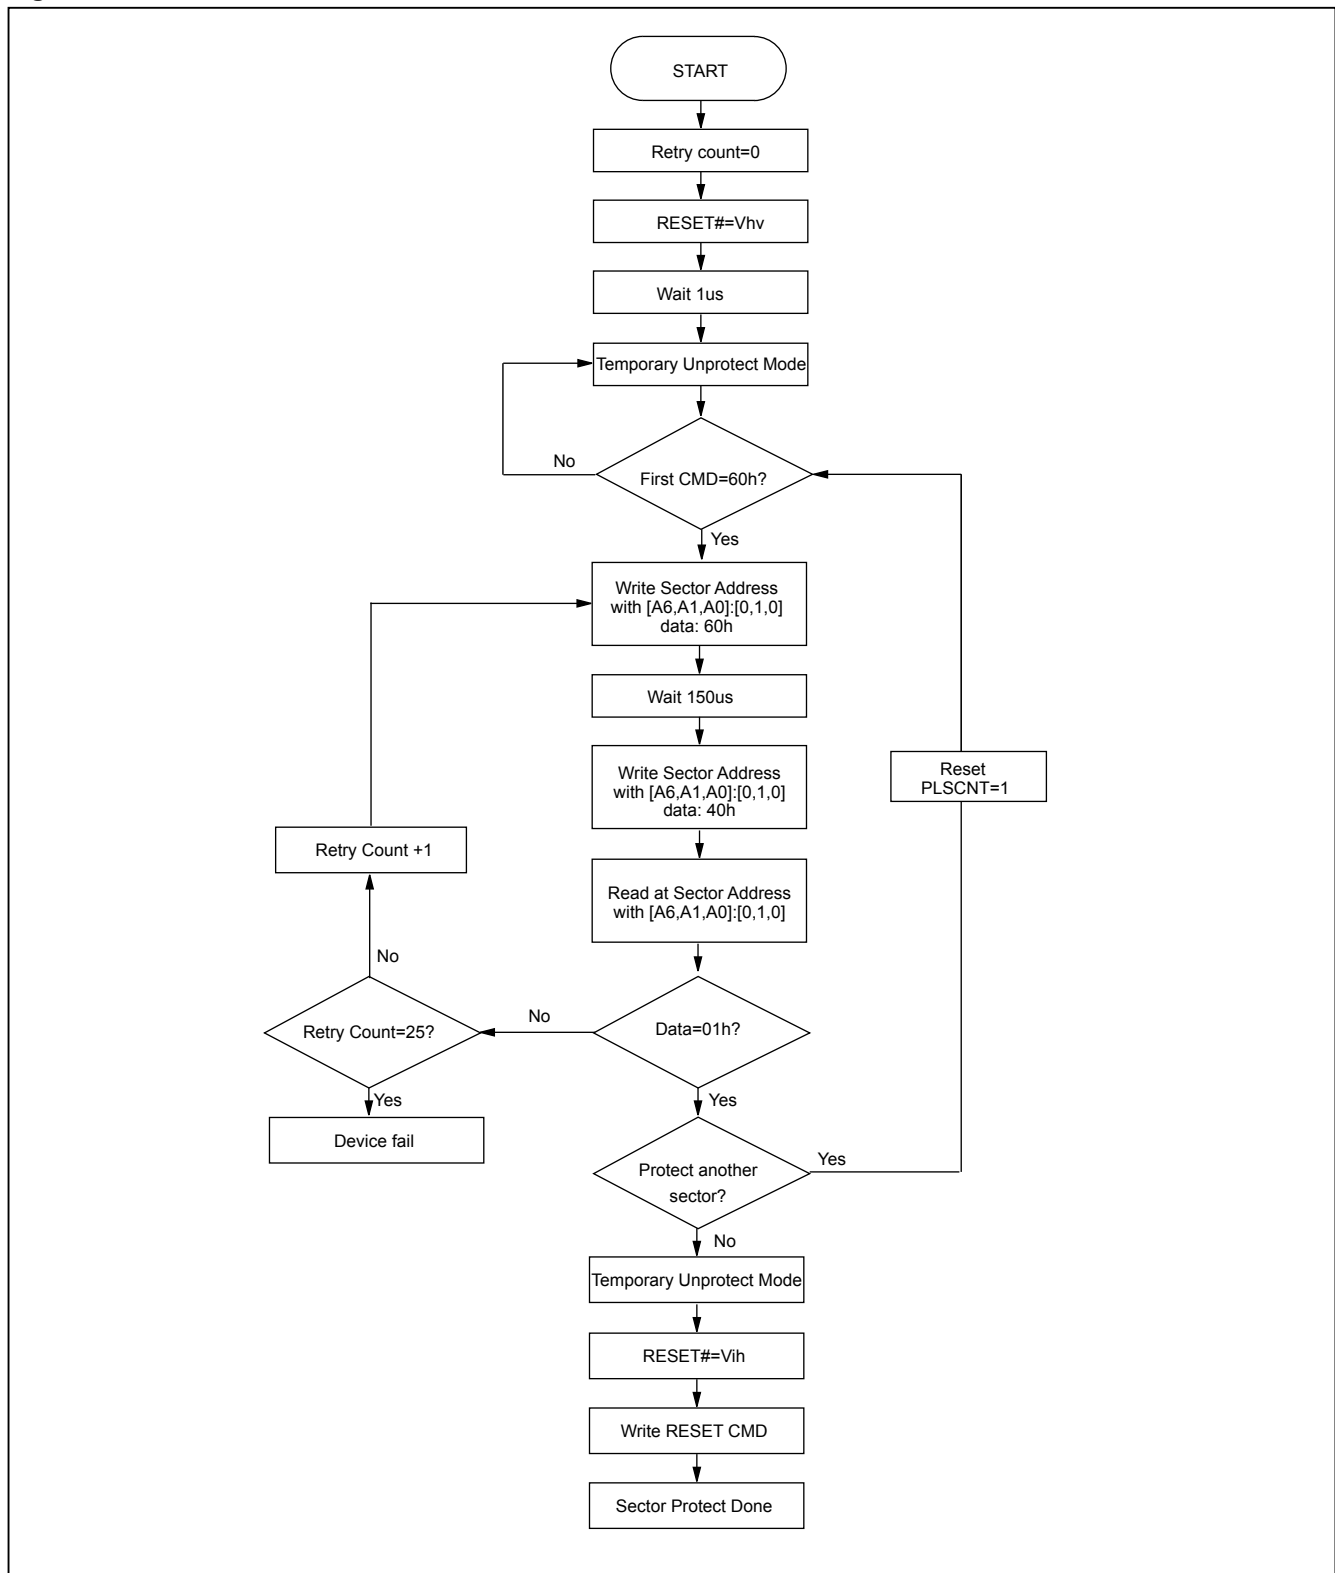 START
Retry count=0
RESET#=Vhv
Wait 1us
Temporary Unprotect Mode
No
First CMD=60h?
Yes
Write Sector Address
with [A6,A1,A0]:[0,1,0]
data: 60h
Wait 150us
Reset
PLSCNT=1
Write Sector Address
with [A6,A1,A0]:[0,1,0]
data: 40h
Retry Count +1
Read at Sector Address
with [A6,A1,A0]:[0,1,0]
No
Retry Count=25?
No
Data=01h?
Yes
Yes
Device fail
Protect another
sector?
Yes
No
Temporary Unprotect Mode
RESET#=Vih
Write RESET CMD
Sector Protect Done